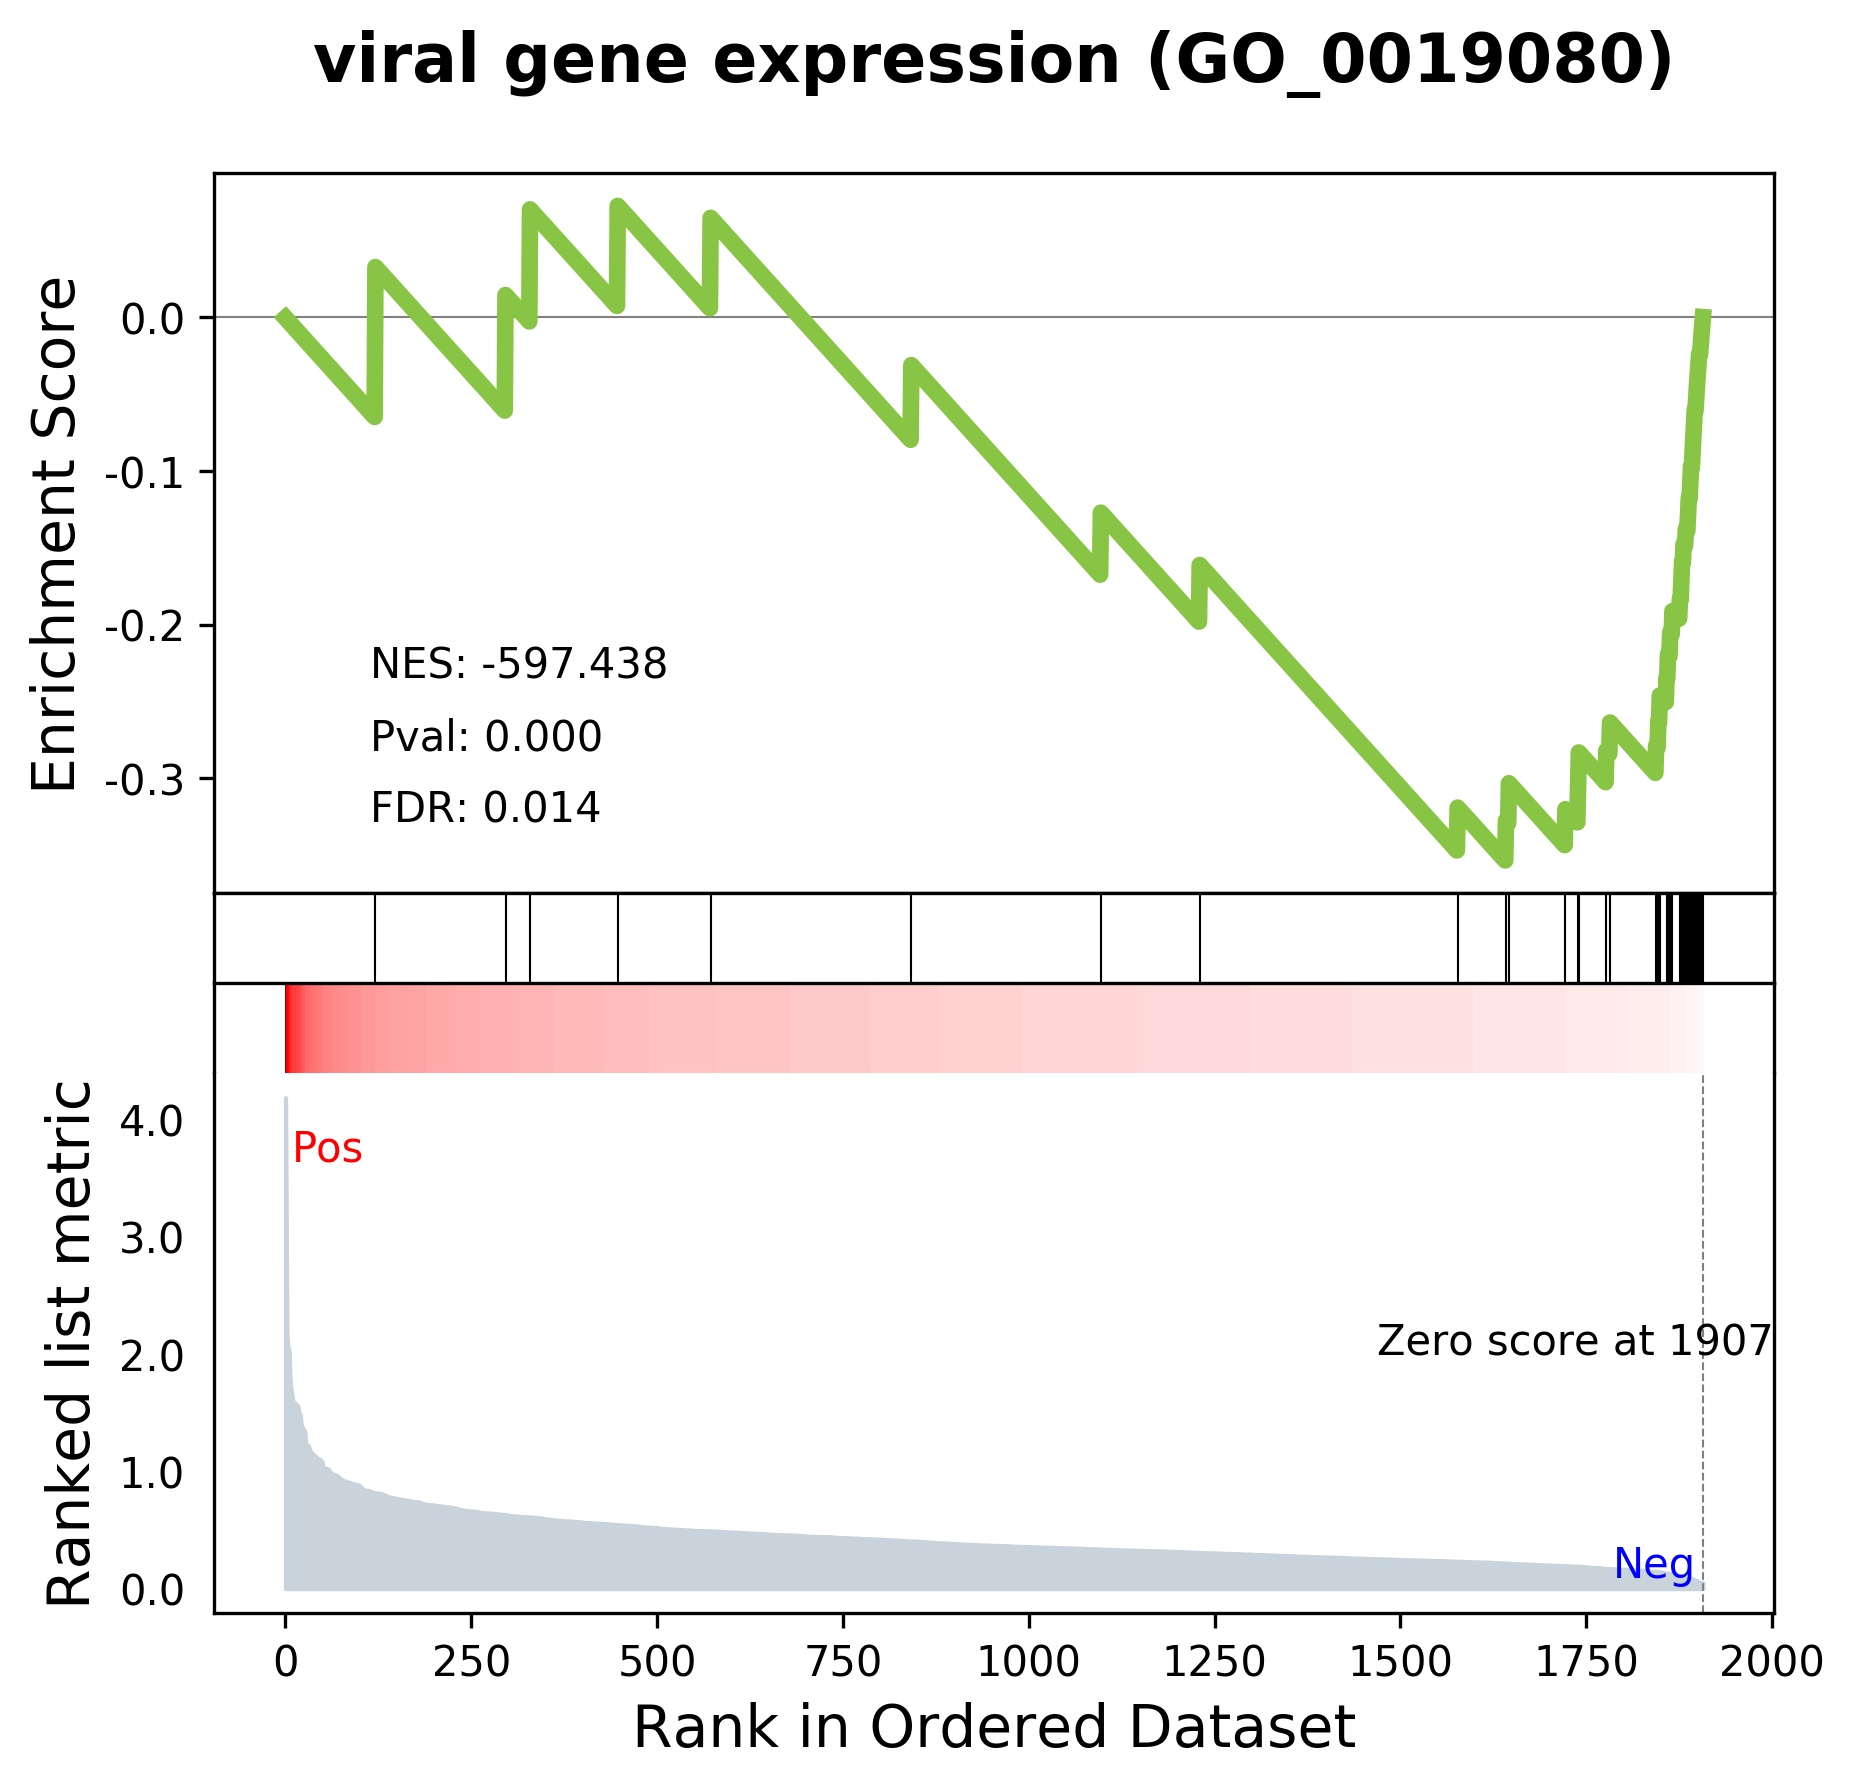 viral gene expression (GO_0019080)
Enrichment Score
0.0
-0.1
-0.2
-0.3
NES: -597.438
Pval: 0.000
FDR: 0.014
Ranked list metric
4.0
3.0
2.0
1.0
0.0
Pos
Zero score at 1907
Neg
0 250 500 750 1000 1250 1500 1750 2000
Rank in Ordered Dataset